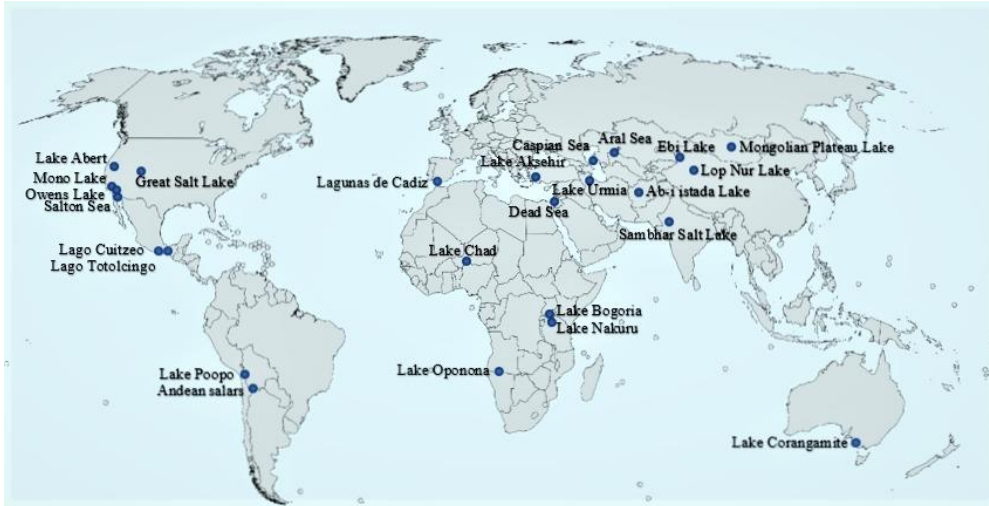 Caspian Sea
Aral Sea
Ebi Lake
Mongolian Plateau Lake
Lake Abert
Lake Aksehir
Mono Lake
Great Salt Lake
Lagunas de Cadiz
Lop Nur Lake
Owens Lake
Lake Urmia
Ab-i istada Lake
Salton Sea
Dead Sea
Sambhar Salt Lake
Lago Cuitzeo
Lake Chad
Lago Totolcingo
Lake Bogoria
Lake Nakuru
Lake Poopo
Lake Oponona
Andean salars
Lake Corangamite